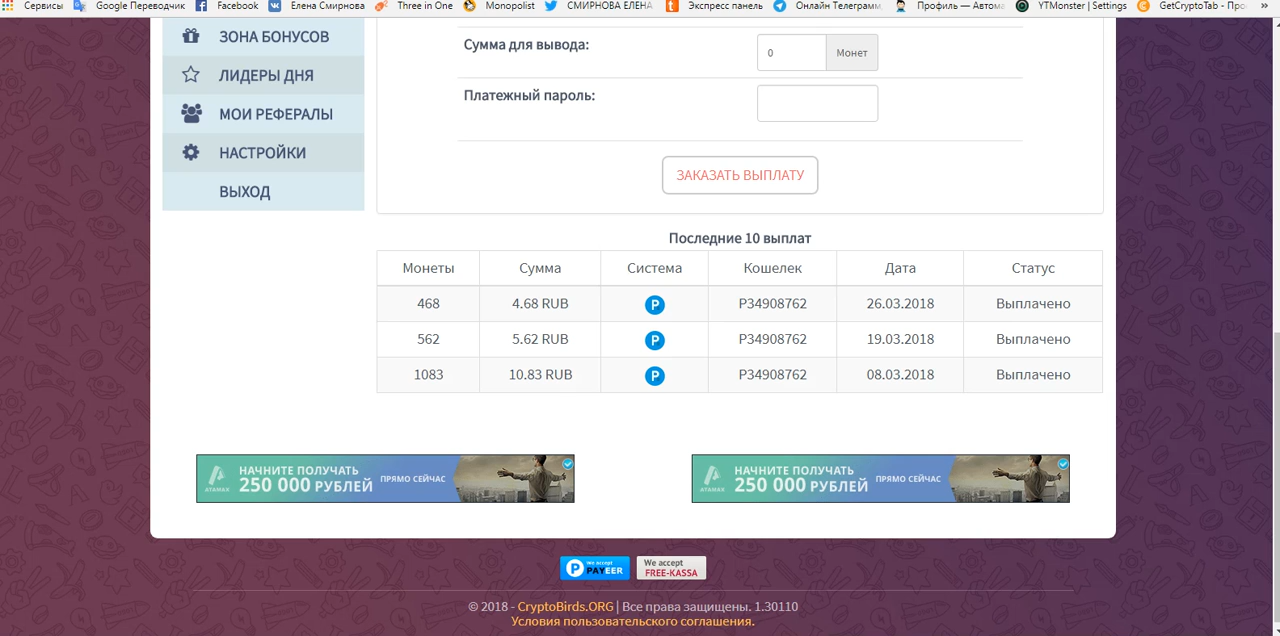 Сервисы Google Переводчик Facebook Елена Смирнова Three in One Monopolist СМИРНОВА ЕЛЕНА Экспресс панель Онлайн Телеграмм Профиль — Автома YTMonster | Settings GetCryptoTab - Про »
ЗОНА БОНУСОВ
ЛИДЕРЫ ДНЯ
МОИ РЕФЕРАЛЫ
НАСТРОЙКИ
ВЫХОД
Сумма для вывода: 0 Монет
Платежный пароль:
ЗАКАЗАТЬ ВЫПЛАТУ
Последние 10 выплат
Монеты Сумма Система Кошелек Дата Статус
468 4.68 RUB P P34908762 26.03.2018 Выплачено
562 5.62 RUB P P34908762 19.03.2018 Выплачено
1083 10.83 RUB P P34908762 08.03.2018 Выплачено
ATAMAX
НАЧНИТЕ ПОЛУЧАТЬ
250 000 РУБЛЕЙ ПРЯМО СЕЙЧАС
ATAMAX
НАЧНИТЕ ПОЛУЧАТЬ
250 000 РУБЛЕЙ ПРЯМО СЕЙЧАС
P we accept
PAYEER
We accept
FREE-KASSA
© 2018 - CryptoBirds.ORG | Все права защищены. 1.30110
Условия пользовательского соглашения.